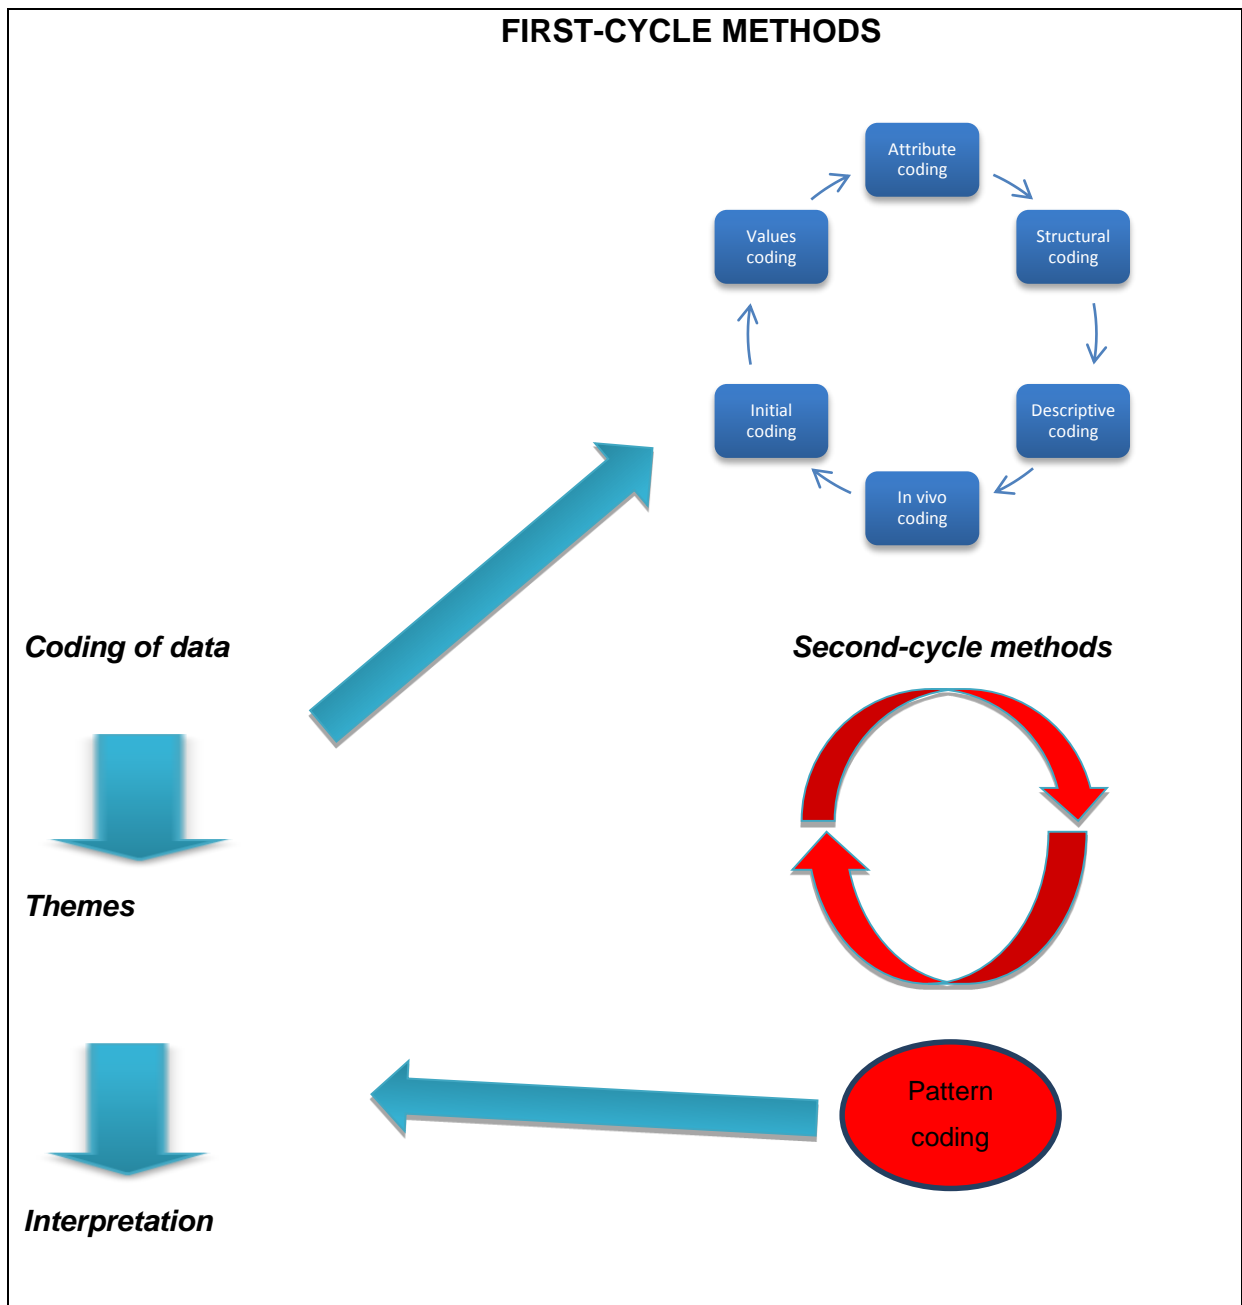 FIRST-CYCLE METHODS
Attribute
coding
Structural
coding
Descriptive
coding
In vivo
coding
Initial
coding
Values
coding
Coding of data
Second-cycle methods
Themes
Pattern
coding
Interpretation